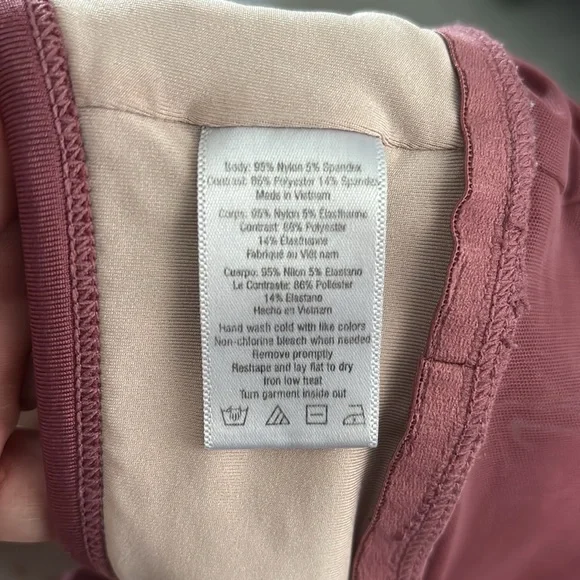 Body: 95% Nylon 5% Spandex
Contrast: 86% Polyester 14% Spandex
Made in Vietnam
Corps: 95% Nylon 5% Élasthanne
Contrast: 86% Polyester
14% Élasthanne
Fabriqué au Việt nam
Cuerpo: 95% Nilon 5% Elastano
Le Contraste: 86% Poliéster
14% Elastano
Hecho en Vietnam
Hand wash cold with like colors
Non-chlorine bleach when needed
Remove promptly
Reshape and lay flat to dry
Iron low heat
Turn garment inside out